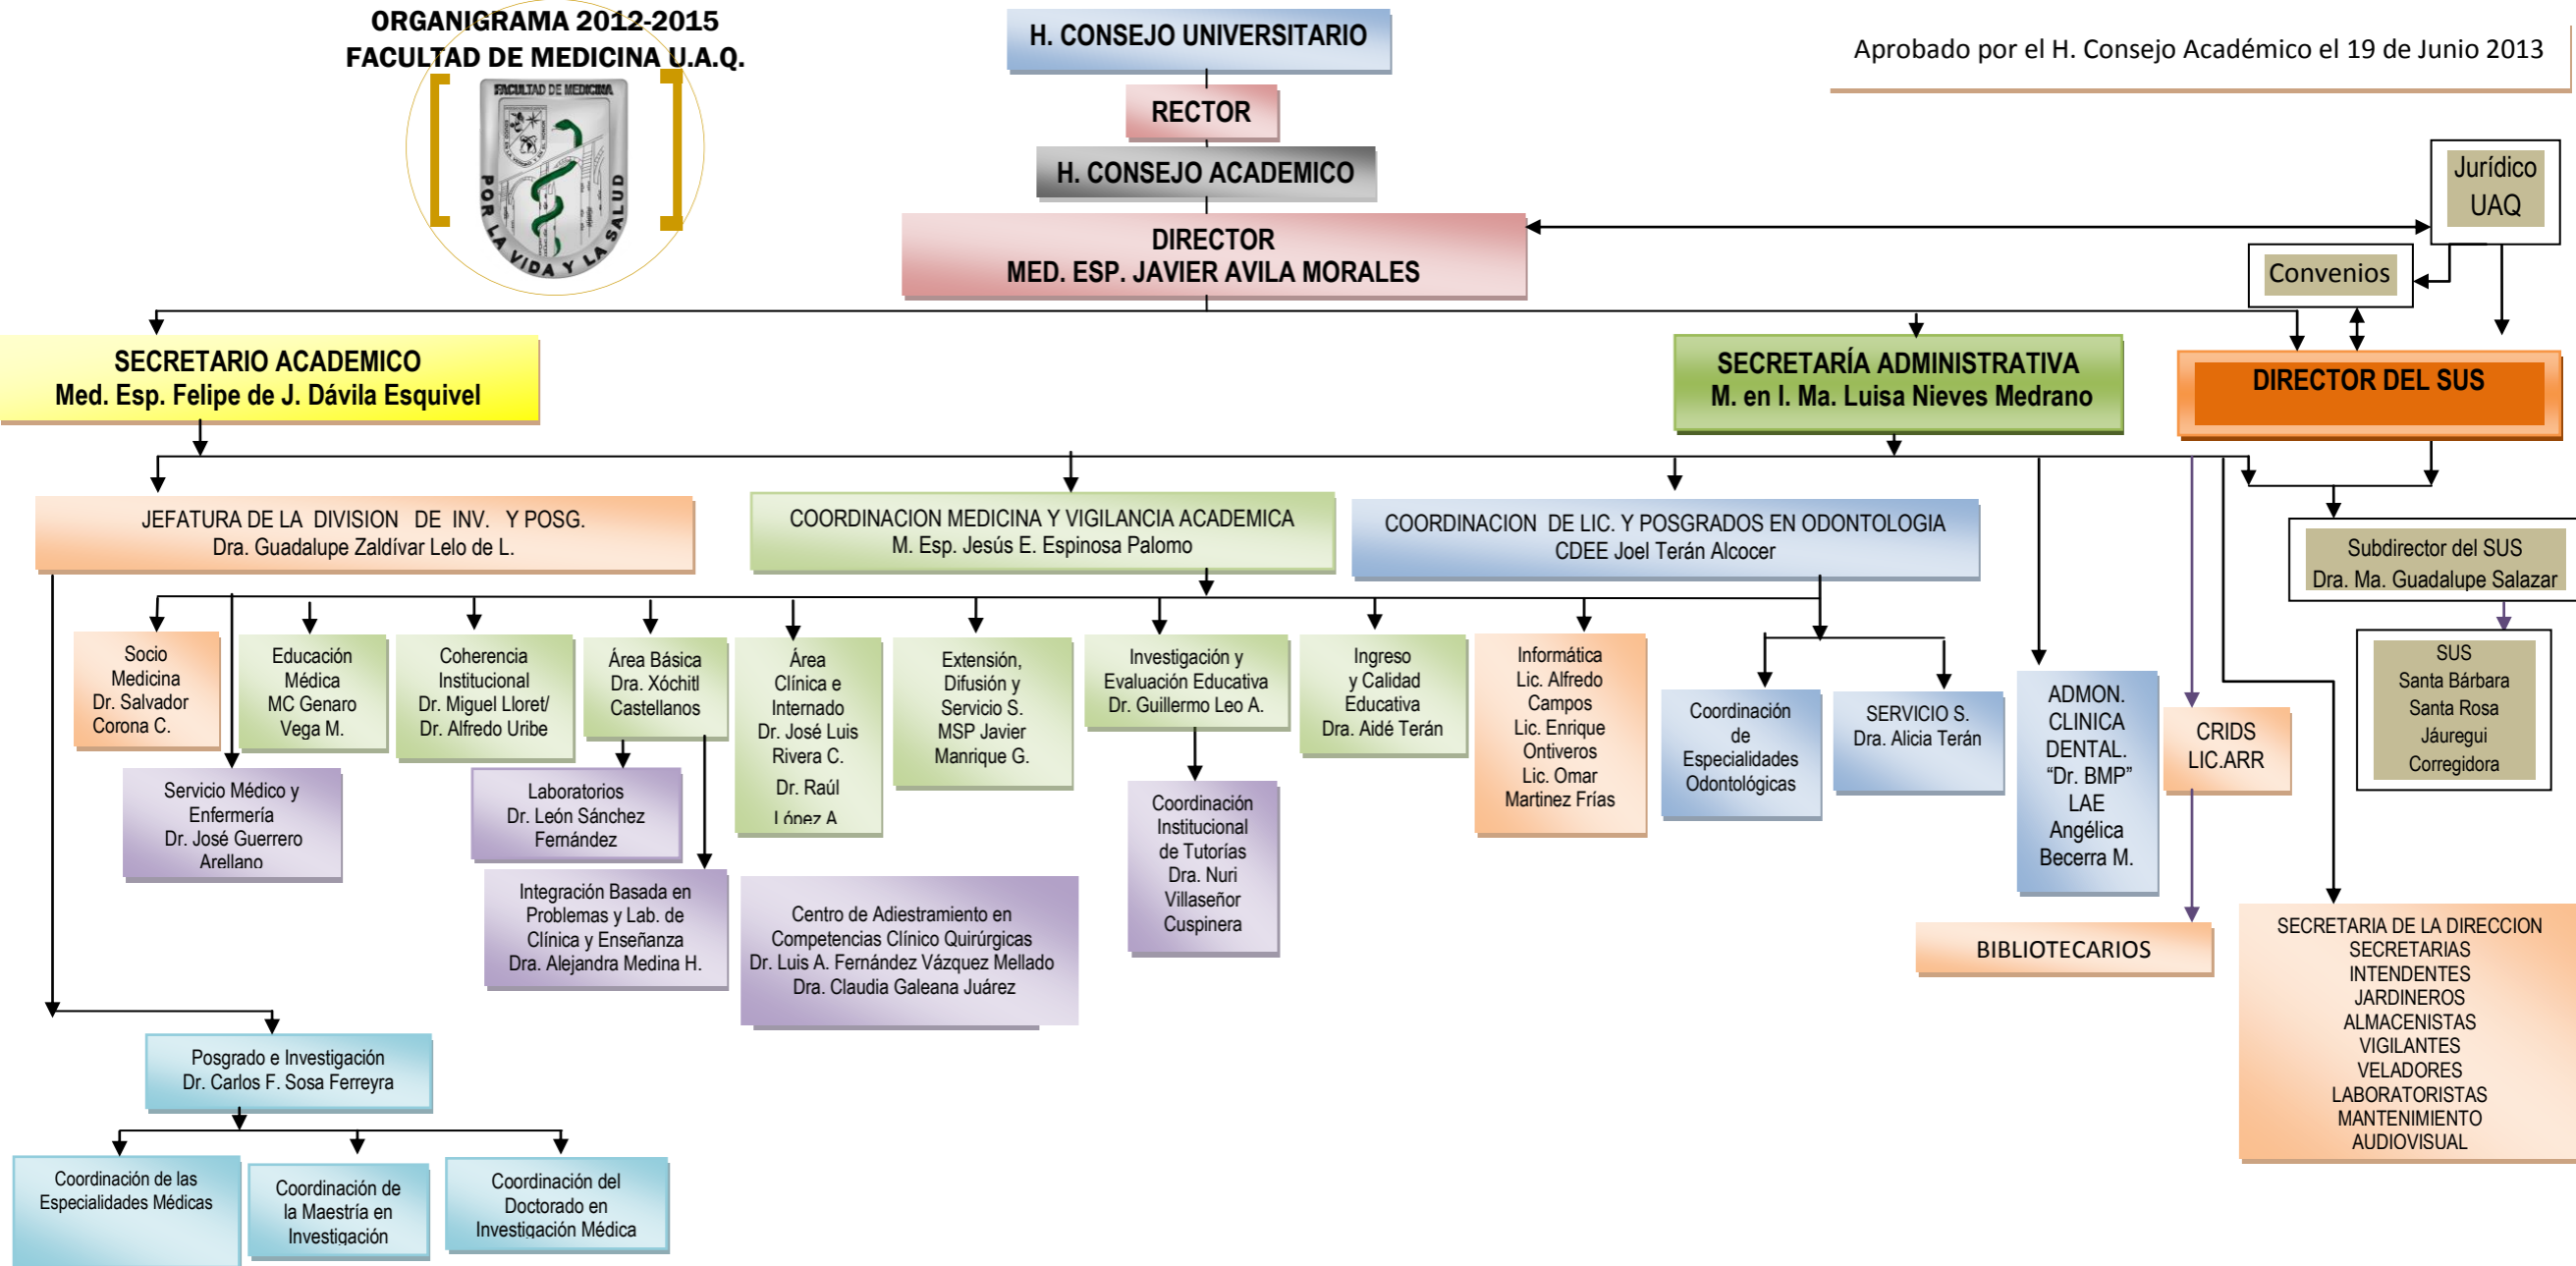 ORGANIGRAMA 2012-2015
FACULTAD DE MEDICINA U.A.Q.
FACULTAD DE MEDICINA
POR LA VIDA Y LA SALUD
H. CONSEJO UNIVERSITARIO
Aprobado por el H. Consejo Académico el 19 de Junio 2013
RECTOR
H. CONSEJO ACADEMICO
Jurídico
UAQ
DIRECTOR
MED. ESP. JAVIER AVILA MORALES
Convenios
SECRETARIO ACADEMICO
Med. Esp. Felipe de J. Dávila Esquivel
SECRETARÍA ADMINISTRATIVA
M. en I. Ma. Luisa Nieves Medrano
DIRECTOR DEL SUS
JEFATURA DE LA DIVISION DE INV. Y POSG.
Dra. Guadalupe Zaldívar Lelo de L.
COORDINACION MEDICINA Y VIGILANCIA ACADEMICA
M. Esp. Jesús E. Espinosa Palomo
COORDINACION DE LIC. Y POSGRADOS EN ODONTOLOGIA
CDEE Joel Terán Alcocer
Subdirector del SUS
Dra. Ma. Guadalupe Salazar
Socio
Medicina
Dr. Salvador
Corona C.
Educación
Médica
MC Genaro
Vega M.
Coherencia
Institucional
Dr. Miguel Lloret/
Dr. Alfredo Uribe
Área Básica
Dra. Xóchitl
Castellanos
Área
Clínica e
Internado
Dr. José Luis
Rivera C.
Dr. Raúl
López A
Extensión,
Difusión y
Servicio S.
MSP Javier
Manrique G.
Investigación y
Evaluación Educativa
Dr. Guillermo Leo A.
Ingreso
y Calidad
Educativa
Dra. Aidé Terán
Informática
Lic. Alfredo
Campos
Lic. Enrique
Ontiveros
Lic. Omar
Martinez Frías
Coordinación
de
Especialidades
Odontológicas
SERVICIO S.
Dra. Alicia Terán
ADMON.
CLINICA
DENTAL.
“Dr. BMP”
LAE
Angélica
Becerra M.
CRIDS
LIC.ARR
SUS
Santa Bárbara
Santa Rosa
Jáuregui
Corregidora
Servicio Médico y
Enfermería
Dr. José Guerrero
Arellano
Laboratorios
Dr. León Sánchez
Fernández
Integración Basada en
Problemas y Lab. de
Clínica y Enseñanza
Dra. Alejandra Medina H.
Centro de Adiestramiento en
Competencias Clínico Quirúrgicas
Dr. Luis A. Fernández Vázquez Mellado
Dra. Claudia Galeana Juárez
Coordinación
Institucional
de Tutorías
Dra. Nuri
Villaseñor
Cuspinera
BIBLIOTECARIOS
SECRETARIA DE LA DIRECCION
SECRETARIAS
INTENDENTES
JARDINEROS
ALMACENISTAS
VIGILANTES
VELADORES
LABORATORISTAS
MANTENIMIENTO
AUDIOVISUAL
Posgrado e Investigación
Dr. Carlos F. Sosa Ferreyra
Coordinación de las
Especialidades Médicas
Coordinación de
la Maestría en
Investigación
Coordinación del
Doctorado en
Investigación Médica